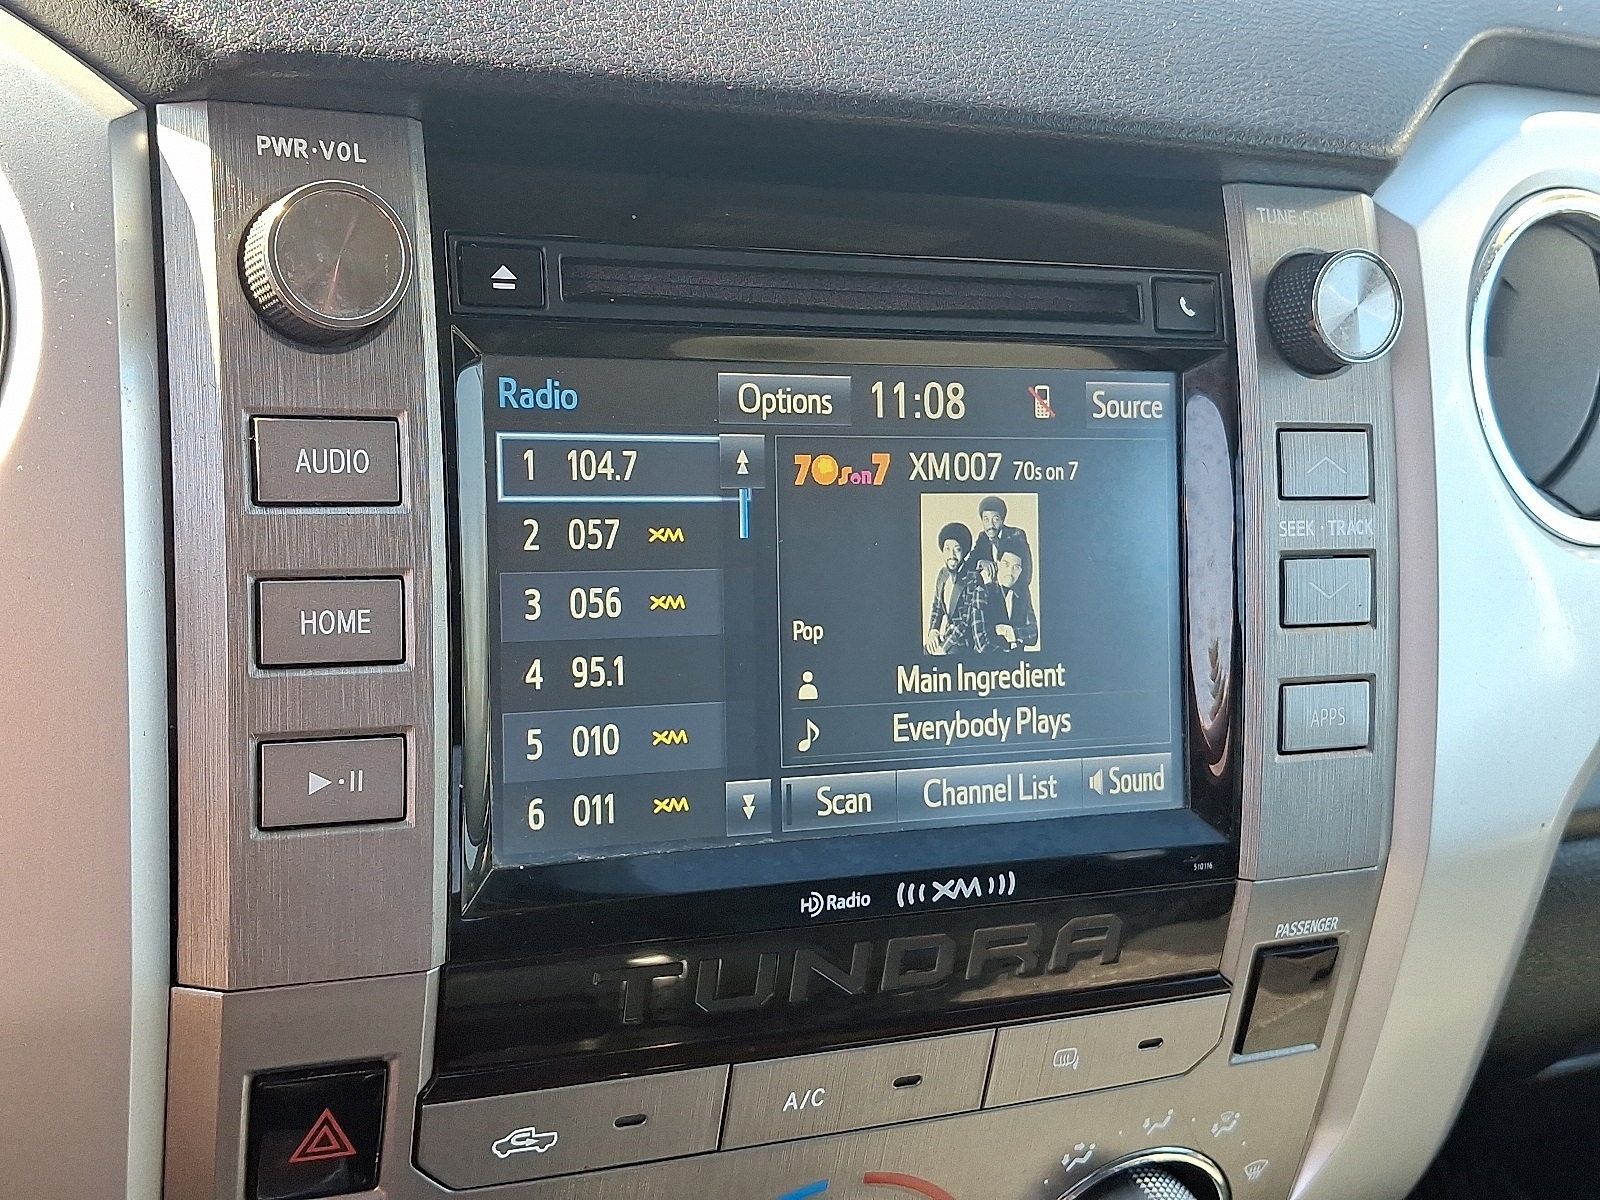 PWR·VOL
TUNE·SCROLL
AUDIO
HOME
Radio
Options
11:08
Source
1 104.7
2 057 XM
3 056 XM
4 95.1
5 010 XM
6 011 XM
70s on 7 XM007 70s on 7
Pop
Main Ingredient
Everybody Plays
Scan
Channel List
Sound
SEEK·TRACK
APPS
510116
HD Radio
XM
TUNDRA
PASSENGER
A/C